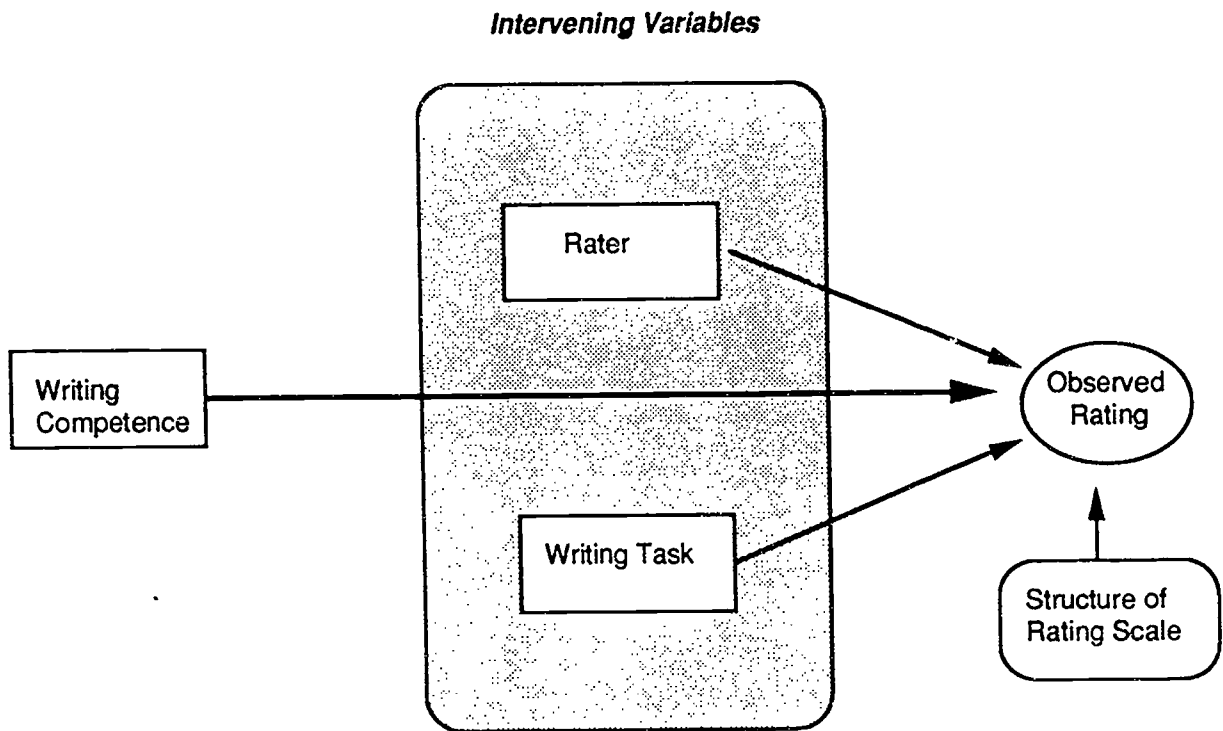 Intervening Variables
Rater
Writing
Competence
Observed
Rating
Writing Task
Structure of
Rating Scale